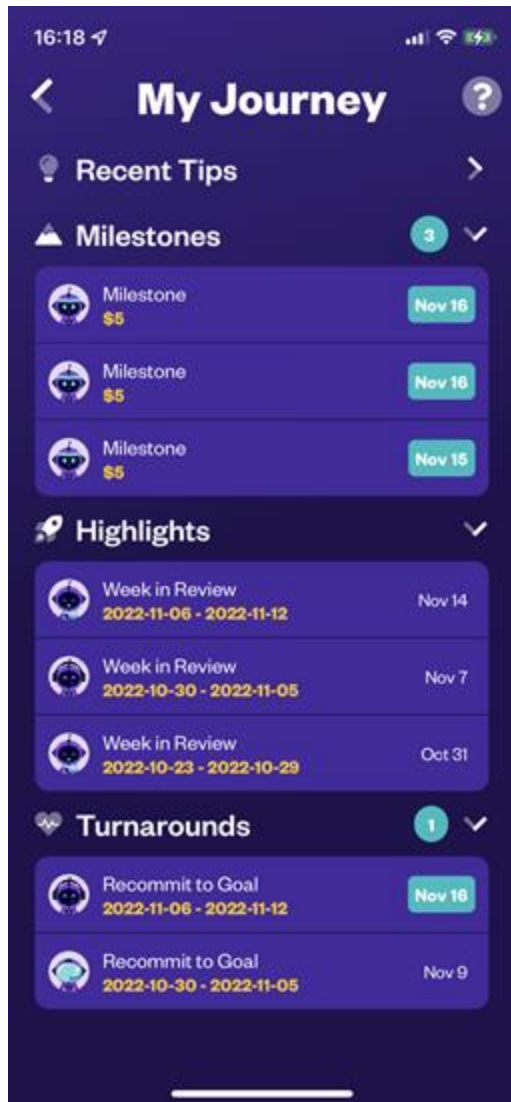 16:18
My Journey
?
Recent Tips
Milestones 3
Milestone
$5
Nov 16
Milestone
$5
Nov 16
Milestone
$5
Nov 15
Highlights
Week in Review
2022-11-06 - 2022-11-12
Nov 14
Week in Review
2022-10-30 - 2022-11-05
Nov 7
Week in Review
2022-10-23 - 2022-10-29
Oct 31
Turnarounds 1
Recommit to Goal
2022-11-06 - 2022-11-12
Nov 16
Recommit to Goal
2022-10-30 - 2022-11-05
Nov 9